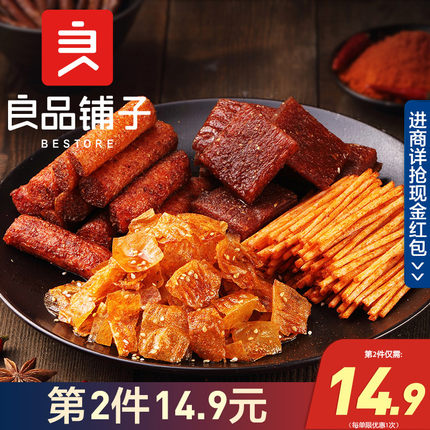 良
良品铺子
BESTORE
进商详抢现金红包
第2件14.9元
第2件仅需:
14.9
(每单限优惠1次)